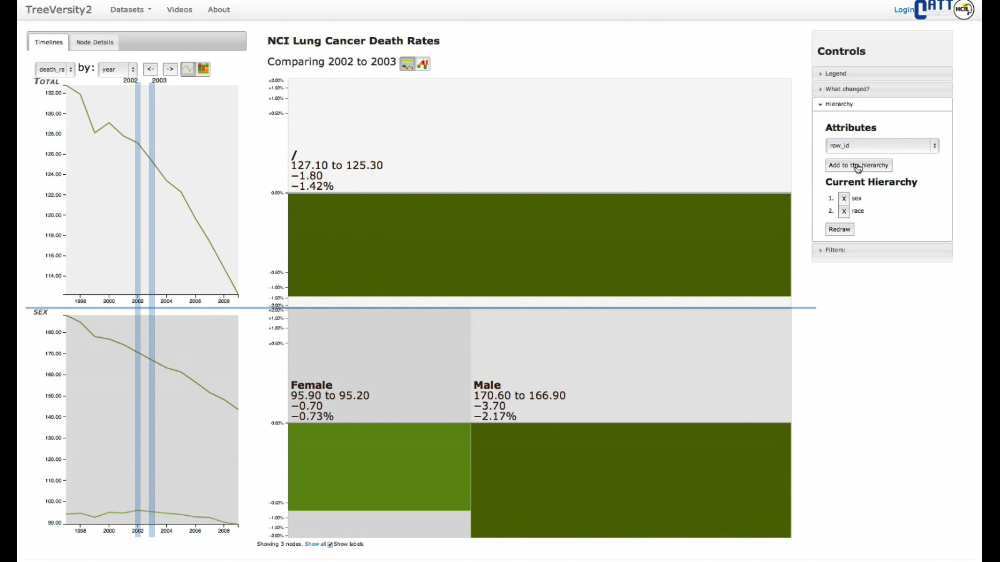 TreeVersity2
Datasets
Videos
About
Login
CATT
HCIL
Timelines
Node Details
death_ra
by:
year
<-
->
TOTAL
2002
2003
132.00
130.00
128.00
126.00
124.00
122.00
120.00
118.00
116.00
114.00
1998 2000 2002 2004 2006 2008
SEX
180.00
170.00
160.00
150.00
140.00
130.00
120.00
110.00
100.00
90.00
1998 2000 2002 2004 2006 2008
NCI Lung Cancer Death Rates
Comparing 2002 to 2003
+2.00%
+1.50%
+1.00%
+0.50%
/
127.10 to 125.30
−1.80
−1.42%
0.00%
−0.50%
−1.00%
−1.50%
−2.00%
+2.00%
+1.50%
+1.00%
+0.50%
Female
95.90 to 95.20
−0.70
−0.73%
Male
170.60 to 166.90
−3.70
−2.17%
0.00%
−0.50%
−1.00%
−1.50%
−2.00%
Showing 3 nodes. Show all Show labels
Controls
Legend
What changed?
Hierarchy
Attributes
row_id
Add to the hierarchy
Current Hierarchy
1. X sex
2. X race
Redraw
Filters: